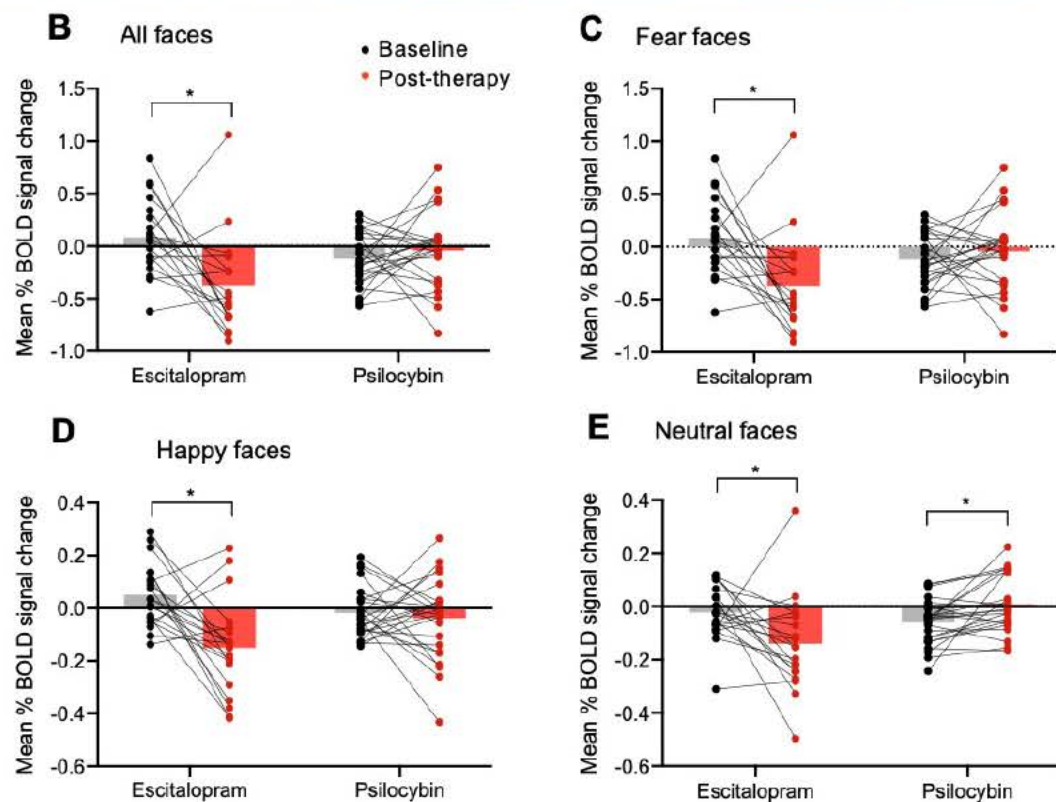 B All faces
Baseline
Post-therapy
*
Mean % BOLD signal change
1.5
1.0
0.5
0.0
-0.5
-1.0
Escitalopram Psilocybin
C Fear faces
*
Mean % BOLD signal change
1.5
1.0
0.5
0.0
-0.5
-1.0
Escitalopram Psilocybin
D Happy faces
*
Mean % BOLD signal change
0.4
0.2
0.0
-0.2
-0.4
-0.6
Escitalopram Psilocybin
E Neutral faces
*
*
Mean % BOLD signal change
0.4
0.2
0.0
-0.2
-0.4
-0.6
Escitalopram Psilocybin